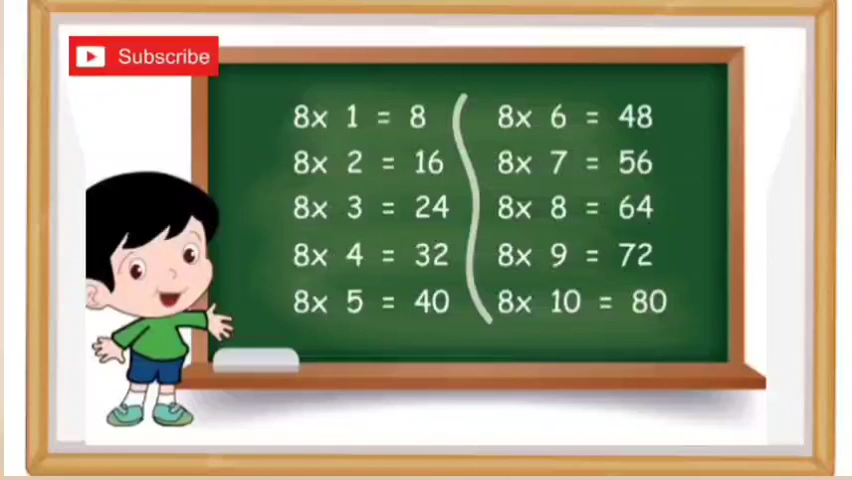 Subscribe
8x 1 = 8
8x 2 = 16
8x 3 = 24
8x 4 = 32
8x 5 = 40
8x 6 = 48
8x 7 = 56
8x 8 = 64
8x 9 = 72
8x 10 = 80